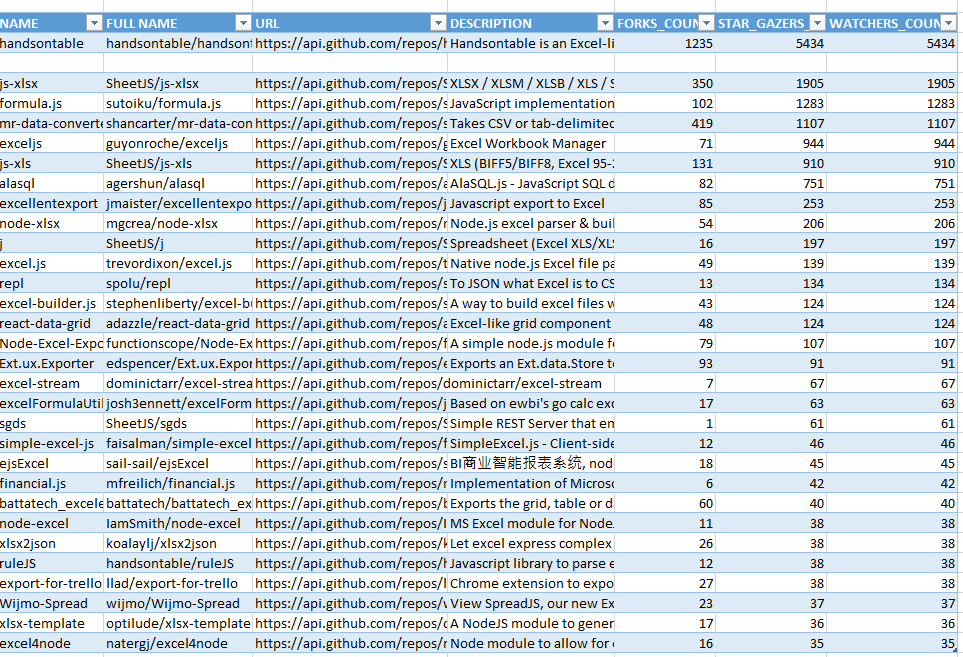 NAME FULL NAME URL DESCRIPTION FORKS_COUN STAR_GAZERS_ WATCHERS_COUN
handsontable handsontable/handson https://api.github.com/repos/h Handsontable is an Excel-li 1235 5434 5434
js-xlsx SheetJS/js-xlsx https://api.github.com/repos/S XLSX / XLSM / XLSB / XLS / S 350 1905 1905
formula.js sutoiku/formula.js https://api.github.com/repos/s JavaScript implementation 102 1283 1283
mr-data-converte shancarter/mr-data-con https://api.github.com/repos/s Takes CSV or tab-delimited 419 1107 1107
exceljs guyonroche/exceljs https://api.github.com/repos/g Excel Workbook Manager 71 944 944
js-xls SheetJS/js-xls https://api.github.com/repos/S XLS (BIFF5/BIFF8, Excel 95-2 131 910 910
alasql agershun/alasql https://api.github.com/repos/a AlaSQL.js - JavaScript SQL d 82 751 751
excellentexport jmaister/excellentexpo https://api.github.com/repos/j Javascript export to Excel 85 253 253
node-xlsx mgcrea/node-xlsx https://api.github.com/repos/m Node.js excel parser & buil 54 206 206
j SheetJS/j https://api.github.com/repos/S Spreadsheet (Excel XLS/XLS 16 197 197
excel.js trevordixon/excel.js https://api.github.com/repos/t Native node.js Excel file pa 49 139 139
repl spolu/repl https://api.github.com/repos/s To JSON what Excel is to CS 13 134 134
excel-builder.js stephenliberty/excel-bu https://api.github.com/repos/s A way to build excel files w 43 124 124
react-data-grid adazzle/react-data-grid https://api.github.com/repos/a Excel-like grid component 48 124 124
Node-Excel-Expo functionscope/Node-Ex https://api.github.com/repos/f A simple node.js module fo 79 107 107
Ext.ux.Exporter edspencer/Ext.ux.Expor https://api.github.com/repos/e Exports an Ext.data.Store to 93 91 91
excel-stream dominictarr/excel-strea https://api.github.com/repos/dominictarr/excel-stream 7 67 67
excelFormulaUtil josh3ennett/excelForm https://api.github.com/repos/j Based on ewbi's go calc exc 17 63 63
sgds SheetJS/sgds https://api.github.com/repos/S Simple REST Server that en 1 61 61
simple-excel-js faisalman/simple-excel https://api.github.com/repos/f SimpleExcel.js - Client-side 12 46 46
ejsExcel sail-sail/ejsExcel https://api.github.com/repos/s BI商业智能报表系统, nod 18 45 45
financial.js mfreilich/financial.js https://api.github.com/repos/m Implementation of Microso 6 42 42
battatech_excele battatech/battatech_ex https://api.github.com/repos/b Exports the grid, table or d 60 40 40
node-excel IamSmith/node-excel https://api.github.com/repos/I MS Excel module for Node. 11 38 38
xlsx2json koalaylj/xlsx2json https://api.github.com/repos/k Let excel express complex 26 38 38
ruleJS handsontable/ruleJS https://api.github.com/repos/h Javascript library to parse e 12 38 38
export-for-trello llad/export-for-trello https://api.github.com/repos/l Chrome extension to expo 27 38 38
Wijmo-Spread wijmo/Wijmo-Spread https://api.github.com/repos/w View SpreadJS, our new Ex 23 37 37
xlsx-template optilude/xlsx-template https://api.github.com/repos/o A NodeJS module to gener 17 36 36
excel4node natergj/excel4node https://api.github.com/repos/n Node module to allow for 16 35 35